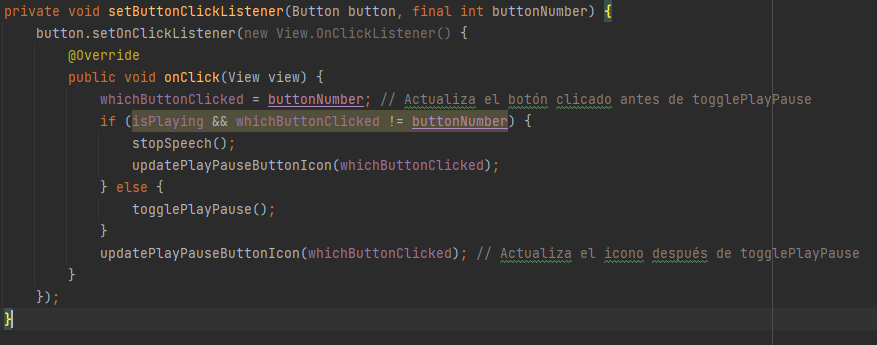 private void setButtonClickListener(Button button, final int buttonNumber) {
button.setOnClickListener(new View.OnClickListener() {
@Override
public void onClick(View view) {
whichButtonClicked = buttonNumber; // Actualiza el botón clicado antes de togglePlayPause
if (isPlaying && whichButtonClicked != buttonNumber) {
stopSpeech();
updatePlayPauseButtonIcon(whichButtonClicked);
} else {
togglePlayPause();
}
updatePlayPauseButtonIcon(whichButtonClicked); // Actualiza el icono después de togglePlayPause
}
});
}